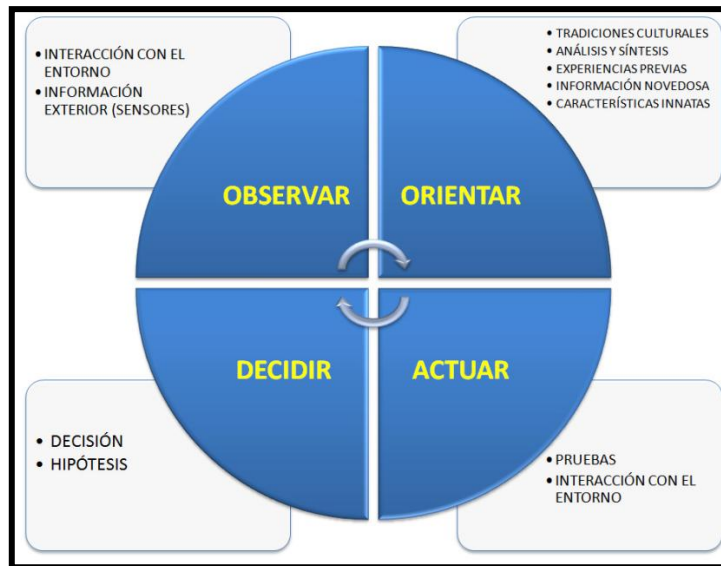 • INTERACCIÓN CON EL
ENTORNO
• INFORMACIÓN
EXTERIOR (SENSORES)
• TRADICIONES CULTURALES
• ANÁLISIS Y SÍNTESIS
• EXPERIENCIAS PREVIAS
• INFORMACIÓN NOVEDOSA
• CARACTERÍSTICAS INNATAS
OBSERVAR
ORIENTAR
DECIDIR
ACTUAR
• DECISIÓN
• HIPÓTESIS
• PRUEBAS
• INTERACCIÓN CON EL
ENTORNO